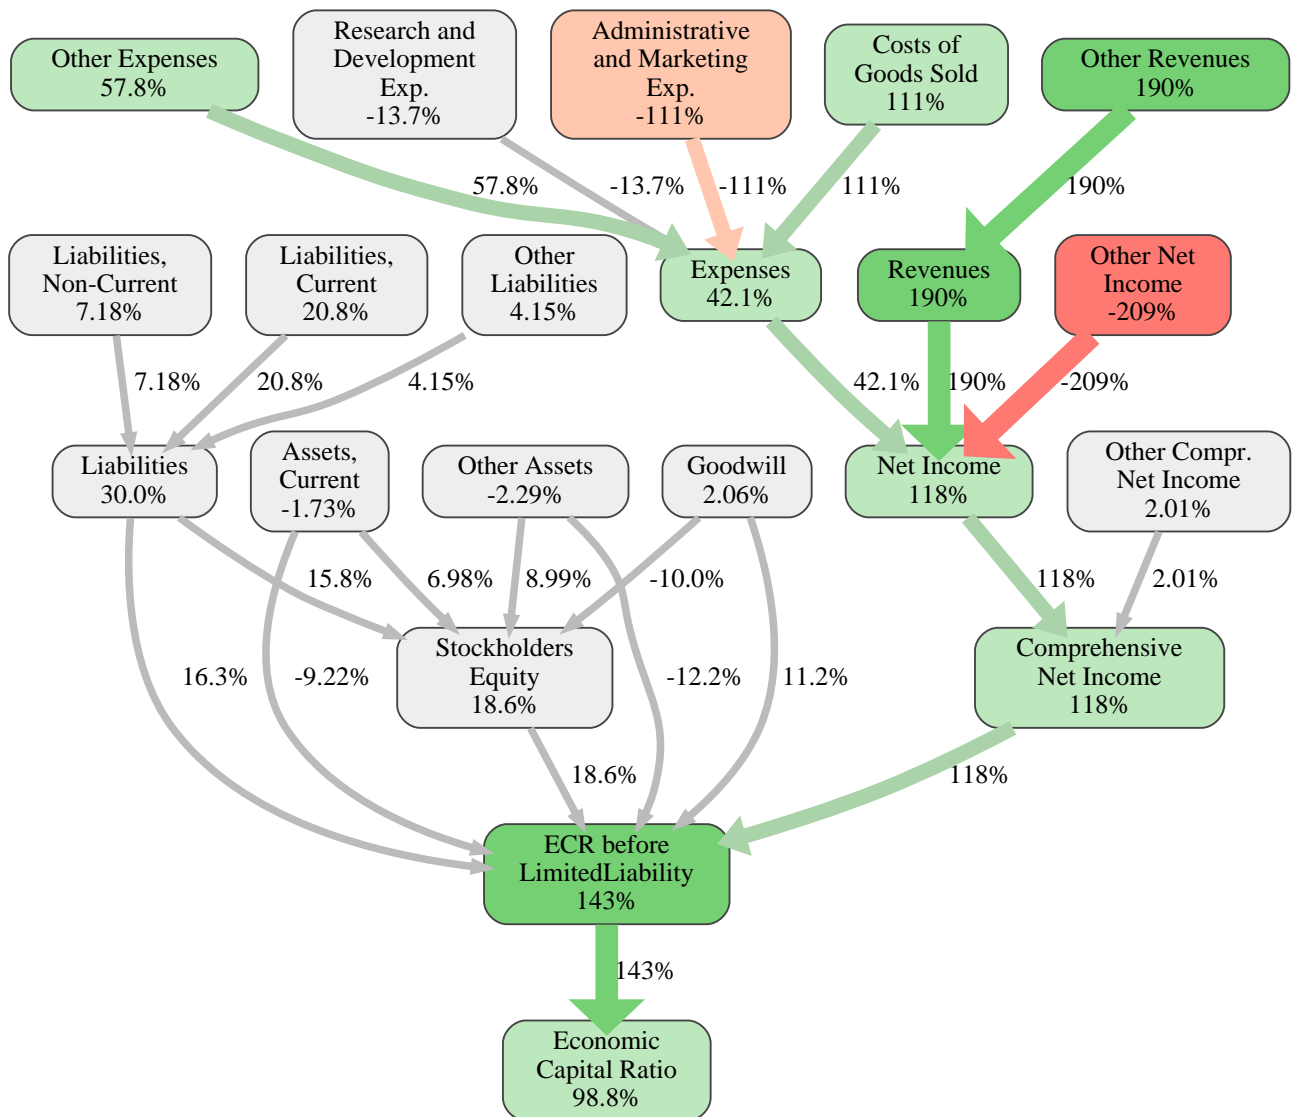 Other Expenses
57.8%
Research and
Development
Exp.
-13.7%
Administrative
and Marketing
Exp.
-111%
Costs of
Goods Sold
111%
Other Revenues
190%
57.8%
-13.7%
-111%
111%
190%
Liabilities,
Non-Current
7.18%
Liabilities,
Current
20.8%
Other
Liabilities
4.15%
Expenses
42.1%
Revenues
190%
Other Net
Income
-209%
7.18%
20.8%
4.15%
42.1%
190%
-209%
Liabilities
30.0%
Assets,
Current
-1.73%
Other Assets
-2.29%
Goodwill
2.06%
Net Income
118%
Other Compr.
Net Income
2.01%
15.8%
6.98%
8.99%
-10.0%
118%
2.01%
Stockholders
Equity
18.6%
Comprehensive
Net Income
118%
16.3%
-9.22%
-12.2%
11.2%
18.6%
118%
ECR before
LimitedLiability
143%
143%
Economic
Capital Ratio
98.8%